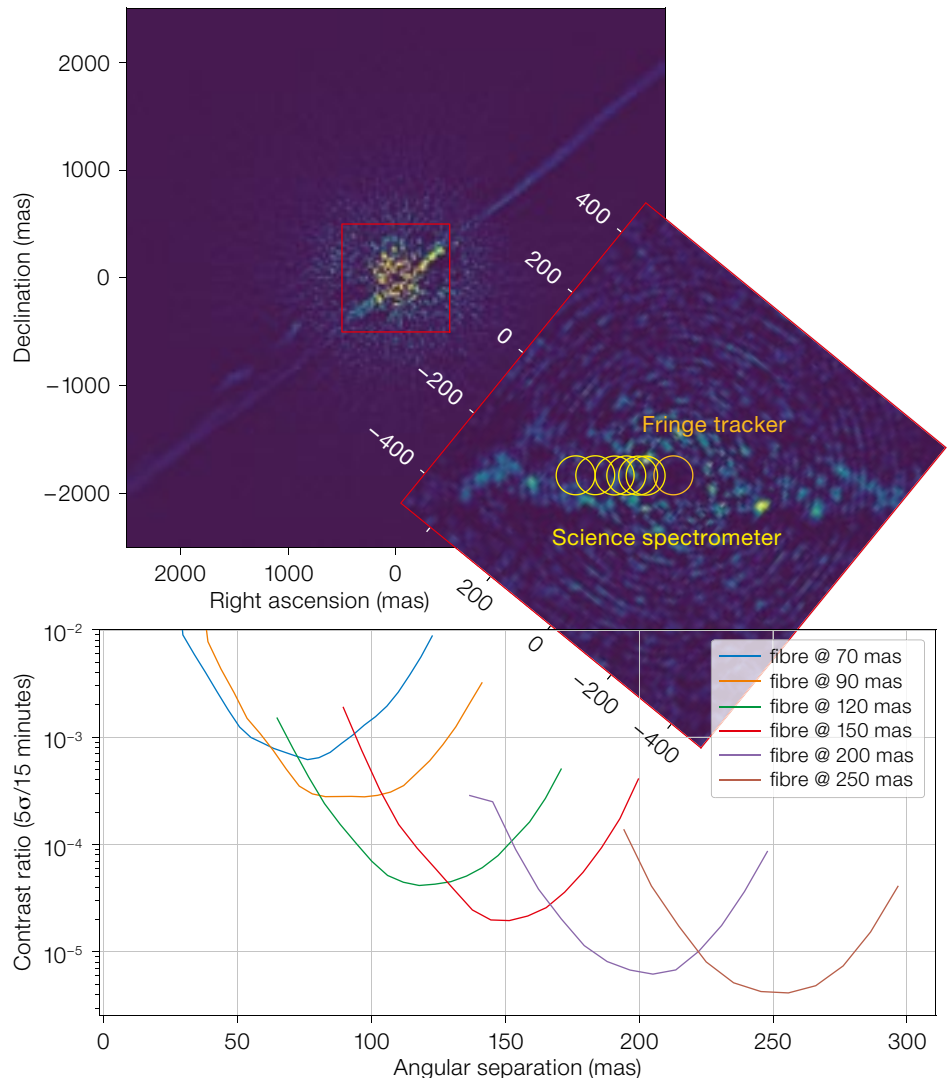 2000
1000
0
−1000
−2000
Declination (mas)
2000
1000
0
Right ascension (mas)
400
200
0
−200
−400
200
0
−200
−400
Fringe tracker
Science spectrometer
10⁻²
10⁻³
10⁻⁴
10⁻⁵
Contrast ratio (5σ/15 minutes)
fibre @ 70 mas
fibre @ 90 mas
fibre @ 120 mas
fibre @ 150 mas
fibre @ 200 mas
fibre @ 250 mas
0
50
100
150
200
250
300
Angular separation (mas)